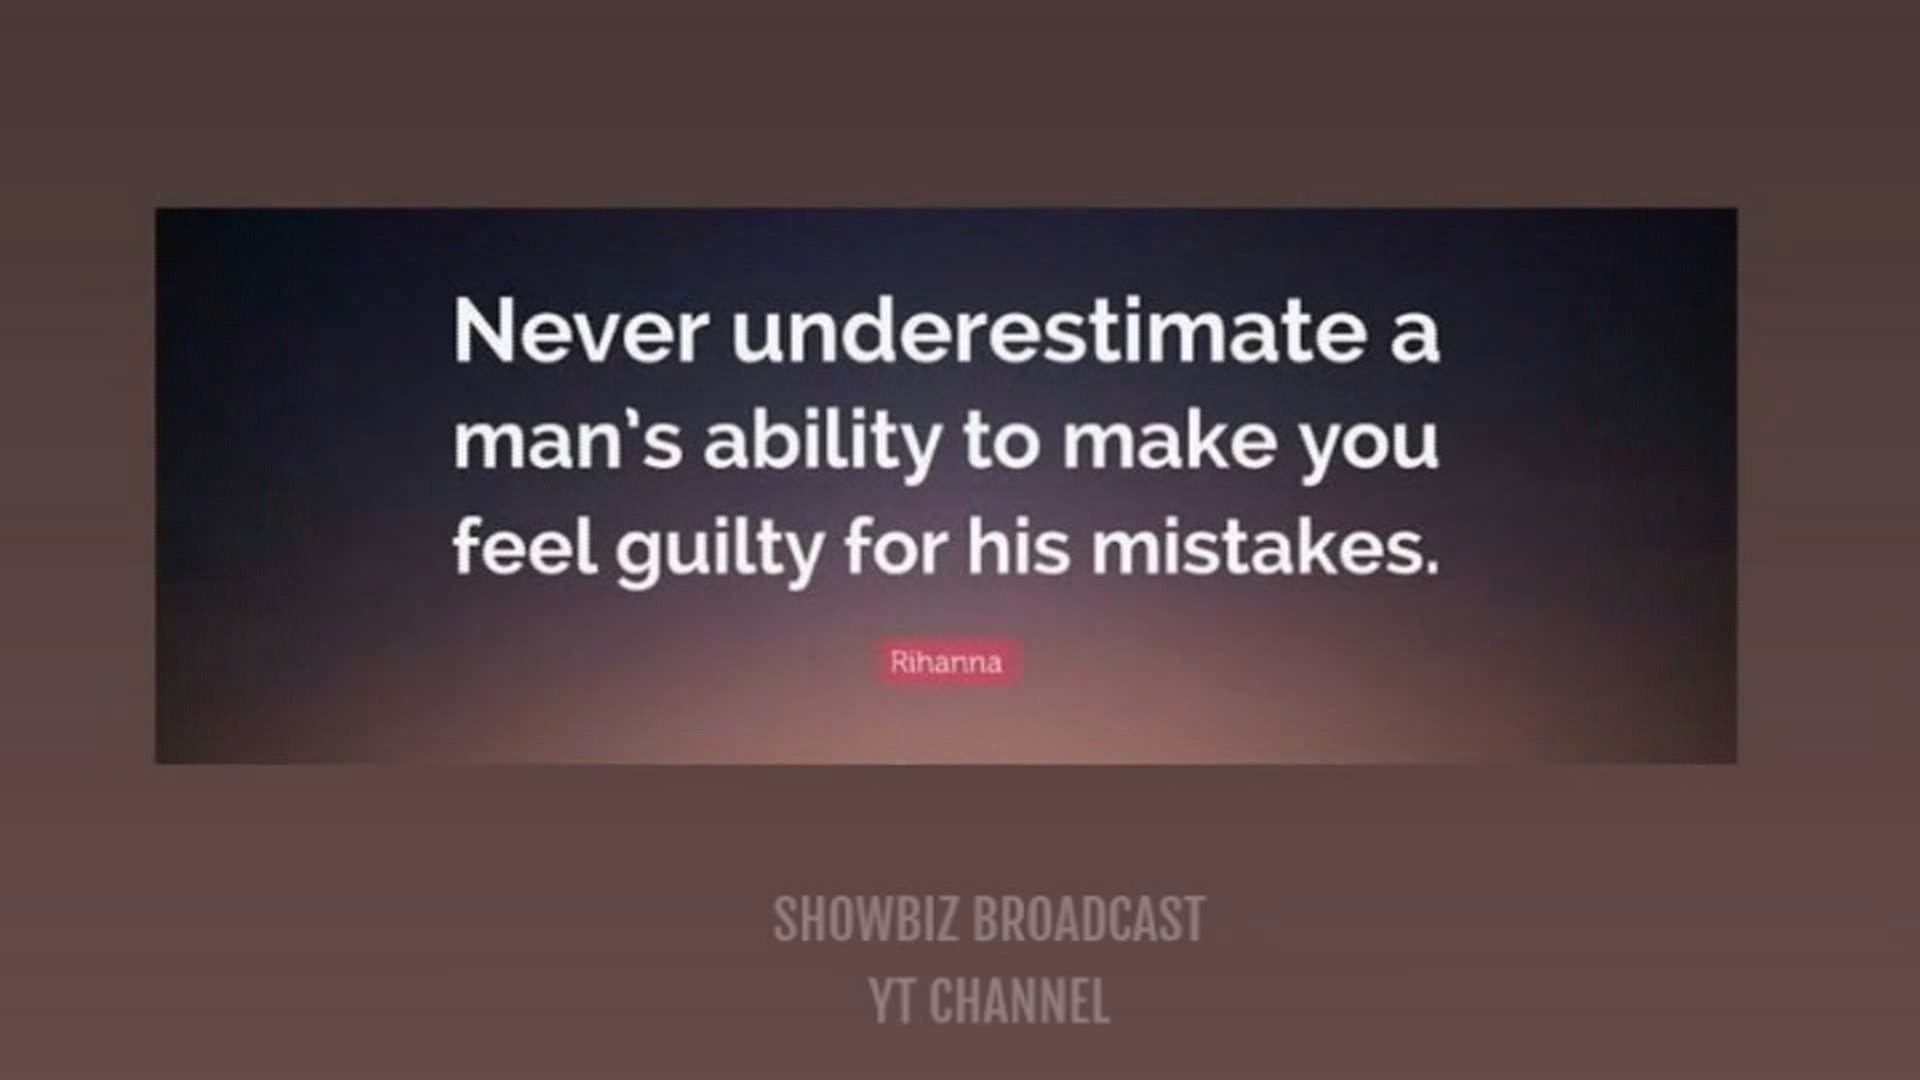 Never underestimate a
man's ability to make you
feel guilty for his mistakes.
Rihanna
SHOWBIZ BROADCAST
YT CHANNEL